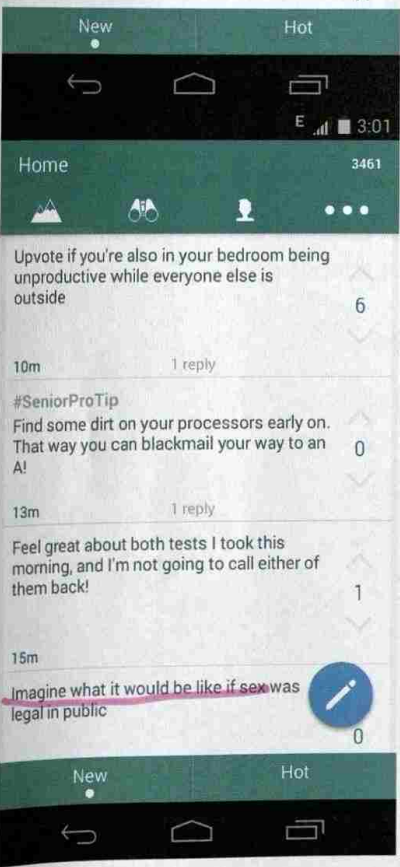 New Hot
E 3:01
Home 3461
Upvote if you're also in your bedroom being
unproductive while everyone else is
outside
6
10m 1 reply
#SeniorProTip
Find some dirt on your processors early on.
That way you can blackmail your way to an
A!
0
13m 1 reply
Feel great about both tests I took this
morning, and I'm not going to call either of
them back!
1
15m
Imagine what it would be like if sex was
legal in public
0
New Hot